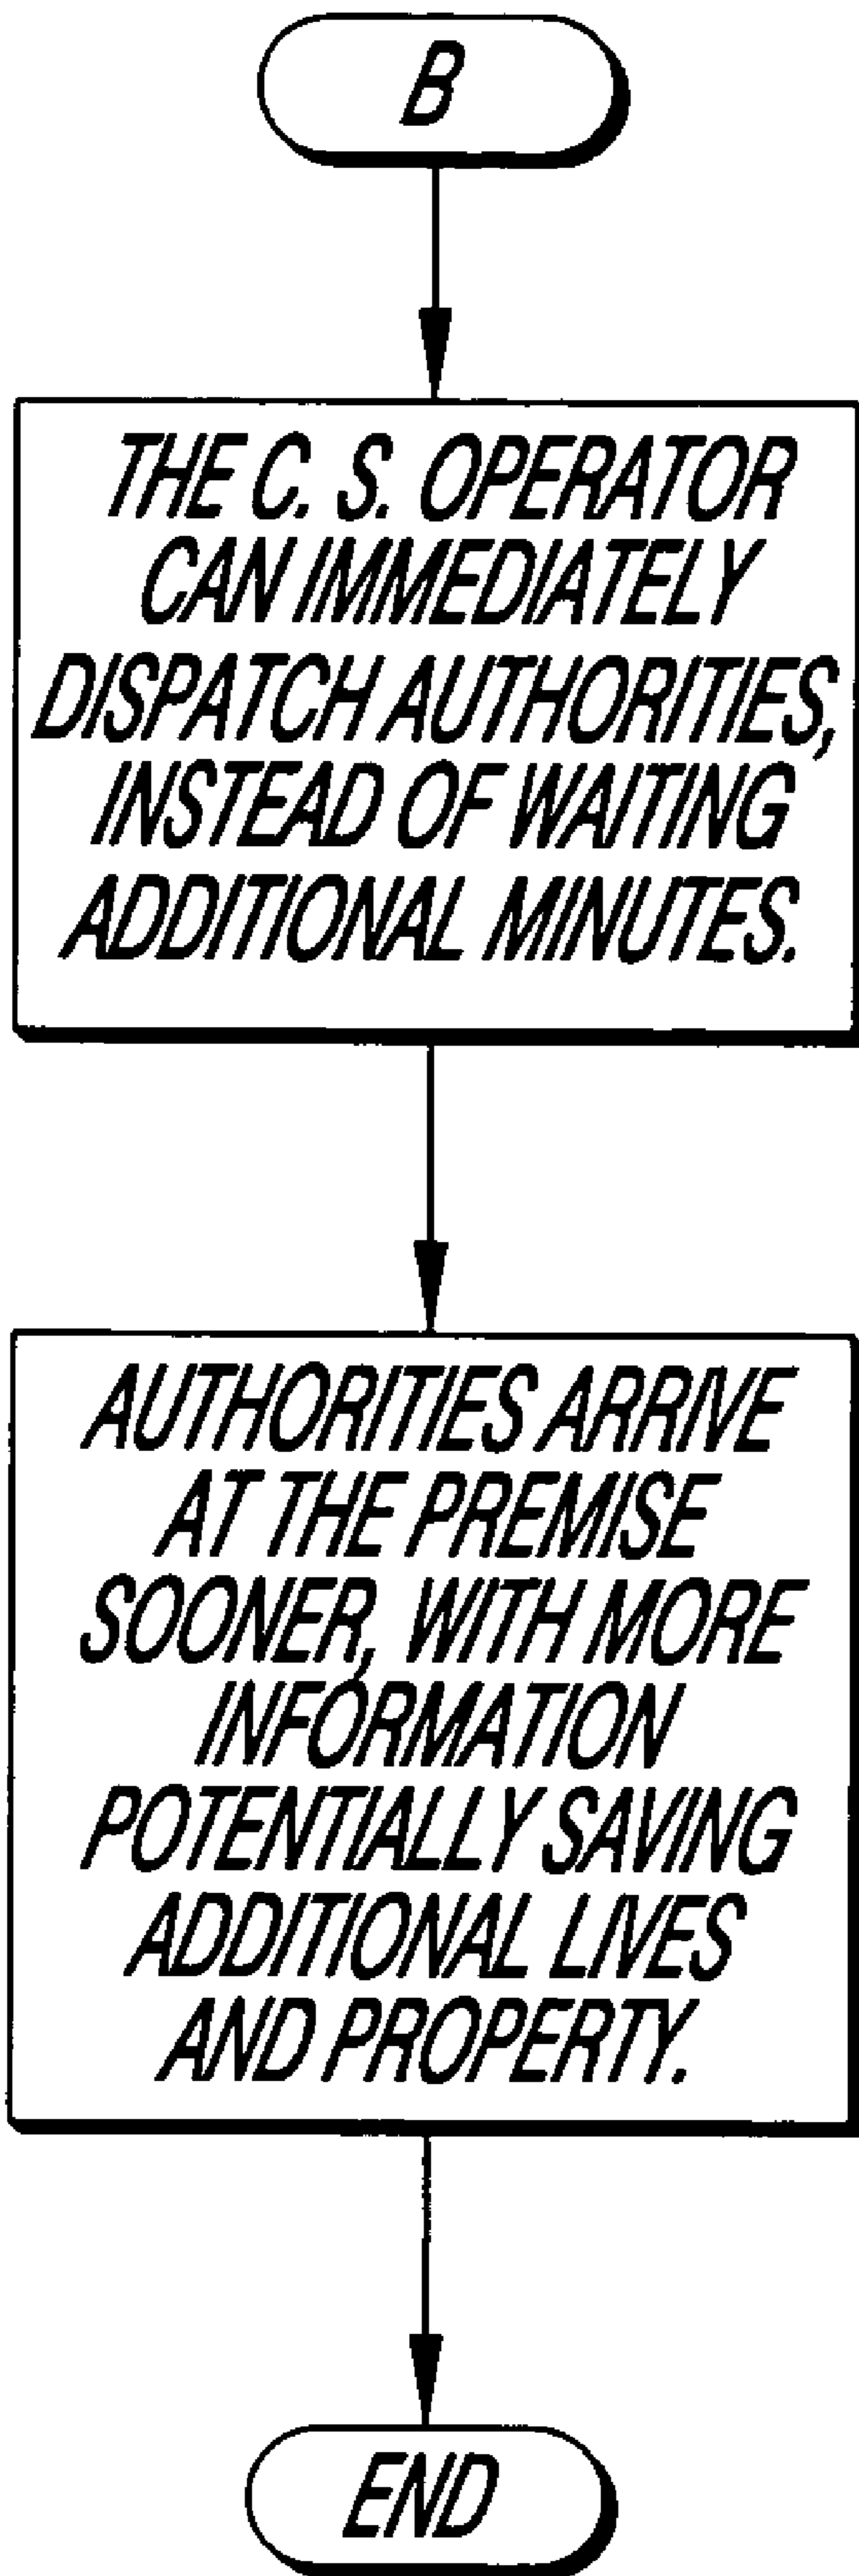 B
THE C. S. OPERATOR
CAN IMMEDIATELY
DISPATCH AUTHORITIES,
INSTEAD OF WAITING
ADDITIONAL MINUTES.
AUTHORITIES ARRIVE
AT THE PREMISE
SOONER, WITH MORE
INFORMATION
POTENTIALLY SAVING
ADDITIONAL LIVES
AND PROPERTY.
END